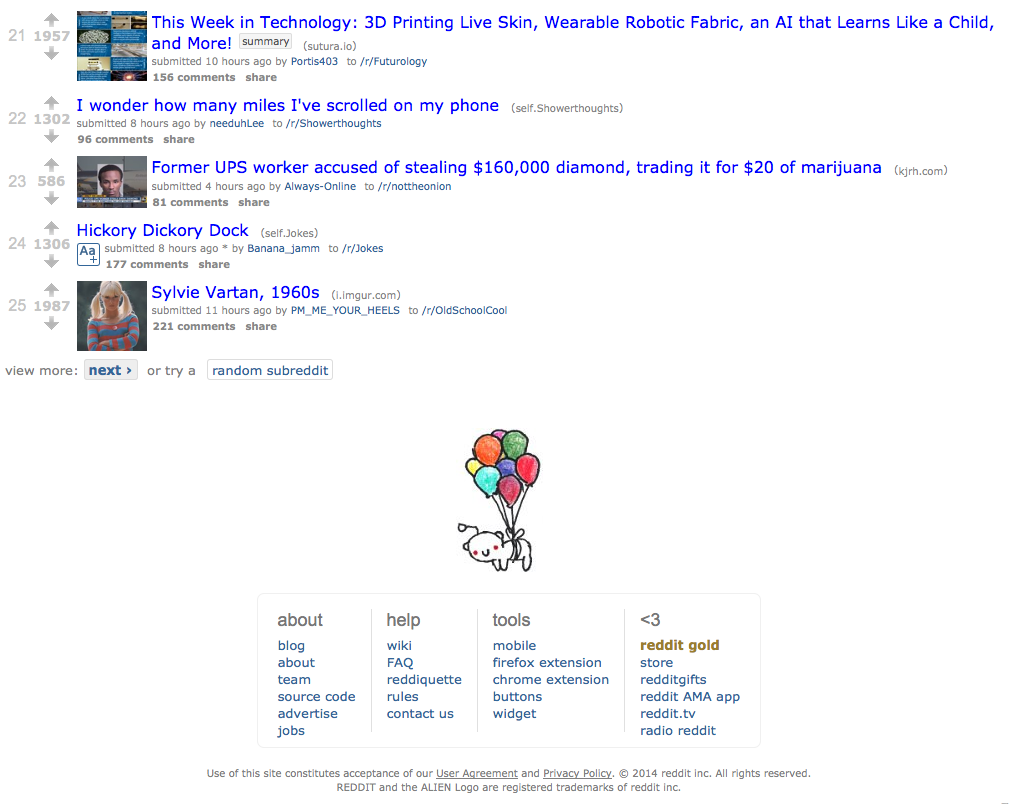 21 1957 This Week in Technology: 3D Printing Live Skin, Wearable Robotic Fabric, an AI that Learns Like a Child,
and More! summary (sutura.io)
submitted 10 hours ago by Portis403 to /r/Futurology
156 comments share
I wonder how many miles I've scrolled on my phone (self.Showerthoughts)
22 1302 submitted 8 hours ago by needuhLee to /r/Showerthoughts
96 comments share
Former UPS worker accused of stealing $160,000 diamond, trading it for $20 of marijuana (kjrh.com)
23 586 submitted 4 hours ago by Always-Online to /r/nottheonion
81 comments share
Hickory Dickory Dock (self.Jokes)
24 1306 Aa+ submitted 8 hours ago * by Banana_jamm to /r/Jokes
177 comments share
Sylvie Vartan, 1960s (i.imgur.com)
25 1987 submitted 11 hours ago by PM_ME_YOUR_HEELS to /r/OldSchoolCool
221 comments share
view more: next › or try a random subreddit
about
blog
about
team
source code
advertise
jobs
help
wiki
FAQ
reddiquette
rules
contact us
tools
mobile
firefox extension
chrome extension
buttons
widget
<3
reddit gold
store
redditgifts
reddit AMA app
reddit.tv
radio reddit
Use of this site constitutes acceptance of our User Agreement and Privacy Policy. © 2014 reddit inc. All rights reserved.
REDDIT and the ALIEN Logo are registered trademarks of reddit inc.